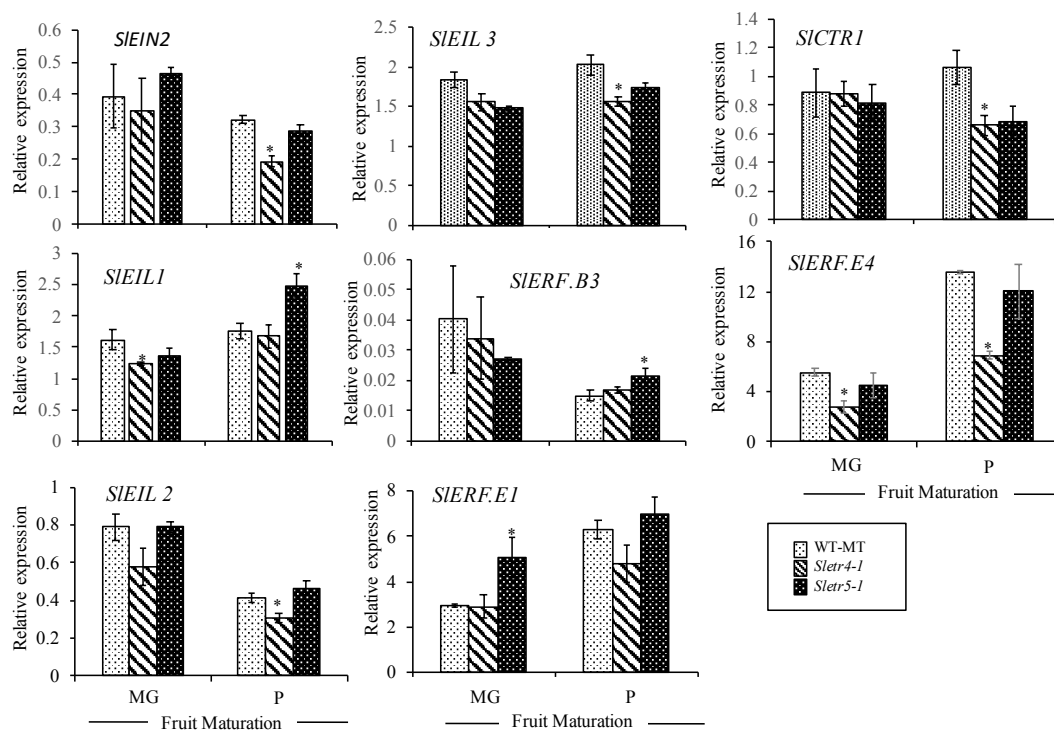 SlEIN2
Relative expression
0.6
0.5
0.4
0.3
0.2
0.1
0
*
SlEIL 3
Relative expression
2.5
2
1.5
1
0.5
0
*
SlCTR1
Relative expression
1.4
1.2
1
0.8
0.6
0.4
0.2
0
*
SlEIL1
Relative expression
3
2.5
2
1.5
1
0.5
0
*
*
SlERF.B3
Relative expression
0.06
0.05
0.04
0.03
0.02
0.01
0
*
SlERF.E4
Relative expression
16
12
8
4
0
*
*
MG P
Fruit Maturation
SlEIL 2
Relative expression
1
0.8
0.6
0.4
0.2
0
*
MG P
Fruit Maturation
SlERF.E1
Relative expression
8
6
4
2
0
*
MG P
Fruit Maturation
WT-MT
Sletr4-1
Sletr5-1